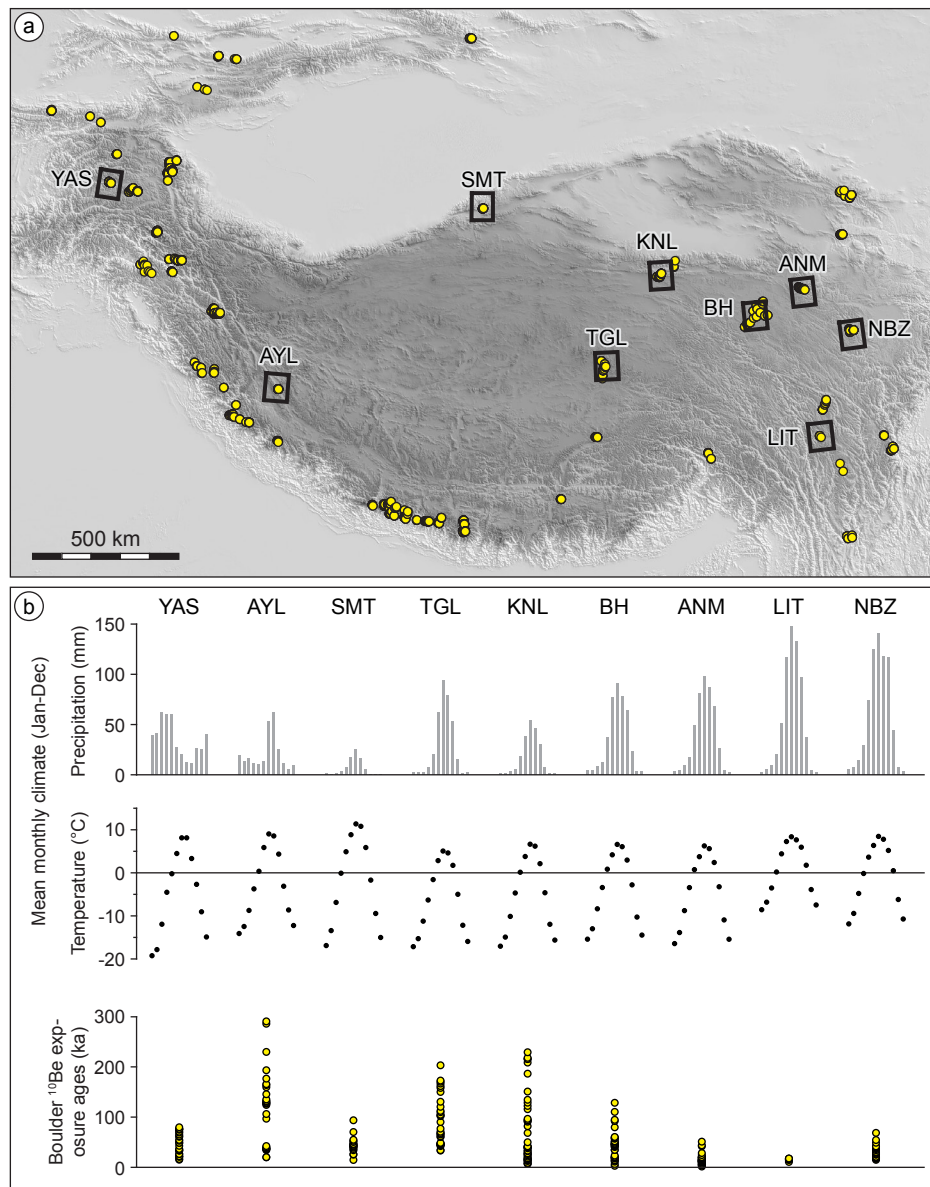 a
YAS
SMT
KNL
ANM
BH
NBZ
TGL
AYL
LIT
500 km
b
YAS AYL SMT TGL KNL BH ANM LIT NBZ
Mean monthly climate (Jan-Dec)
Precipitation (mm)
150
100
50
0
Temperature (°C)
10
0
-10
-20
Boulder ¹⁰Be exp-
osure ages (ka)
300
200
100
0